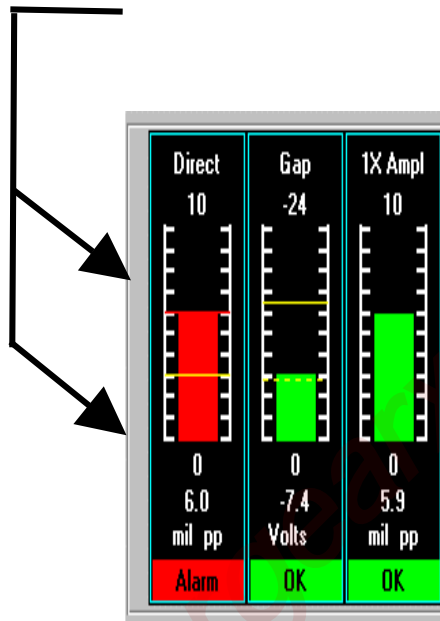 Direct
10
0
6.0
mil pp
Alarm
Gap
-24
0
-7.4
Volts
OK
1X Ampl
10
0
5.9
mil pp
OK